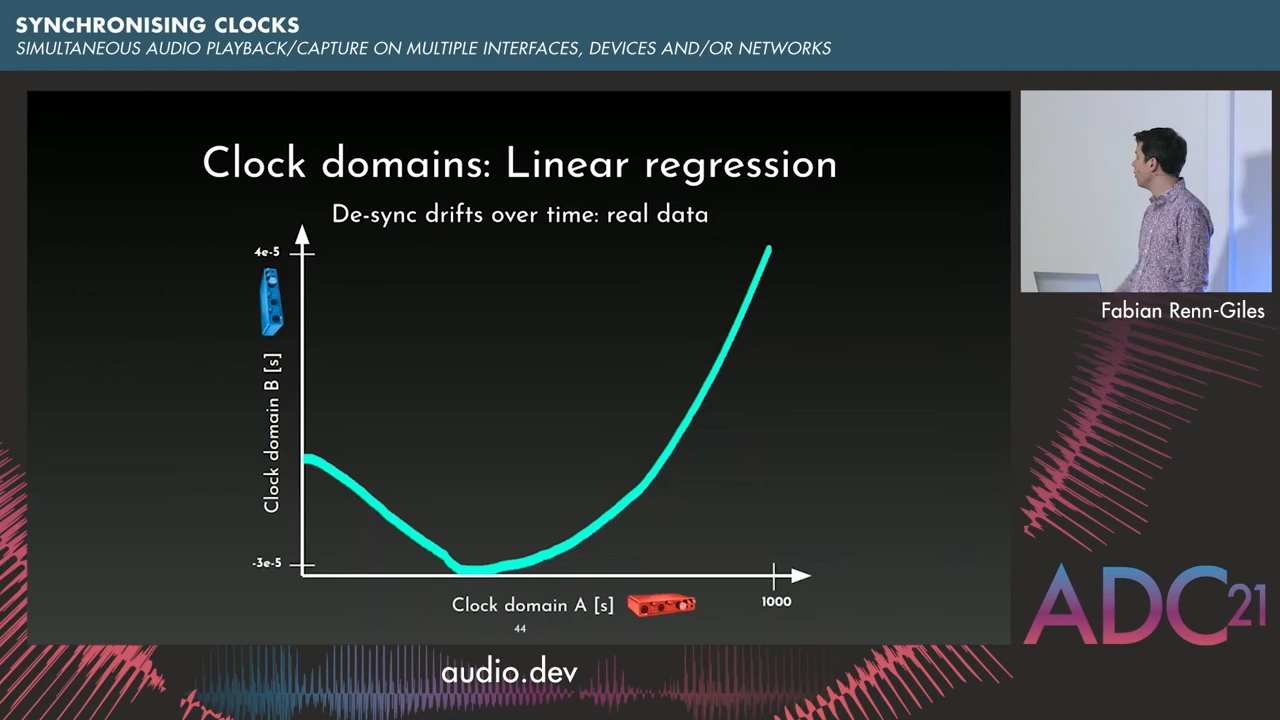 SYNCHRONISING CLOCKS
SIMULTANEOUS AUDIO PLAYBACK/CAPTURE ON MULTIPLE INTERFACES, DEVICES AND/OR NETWORKS
Clock domains: Linear regression
De-sync drifts over time: real data
4e-5
Clock domain B [s]
-3e-5
Clock domain A [s]
1000
44
Fabian Renn-Giles
ADC21
audio.dev